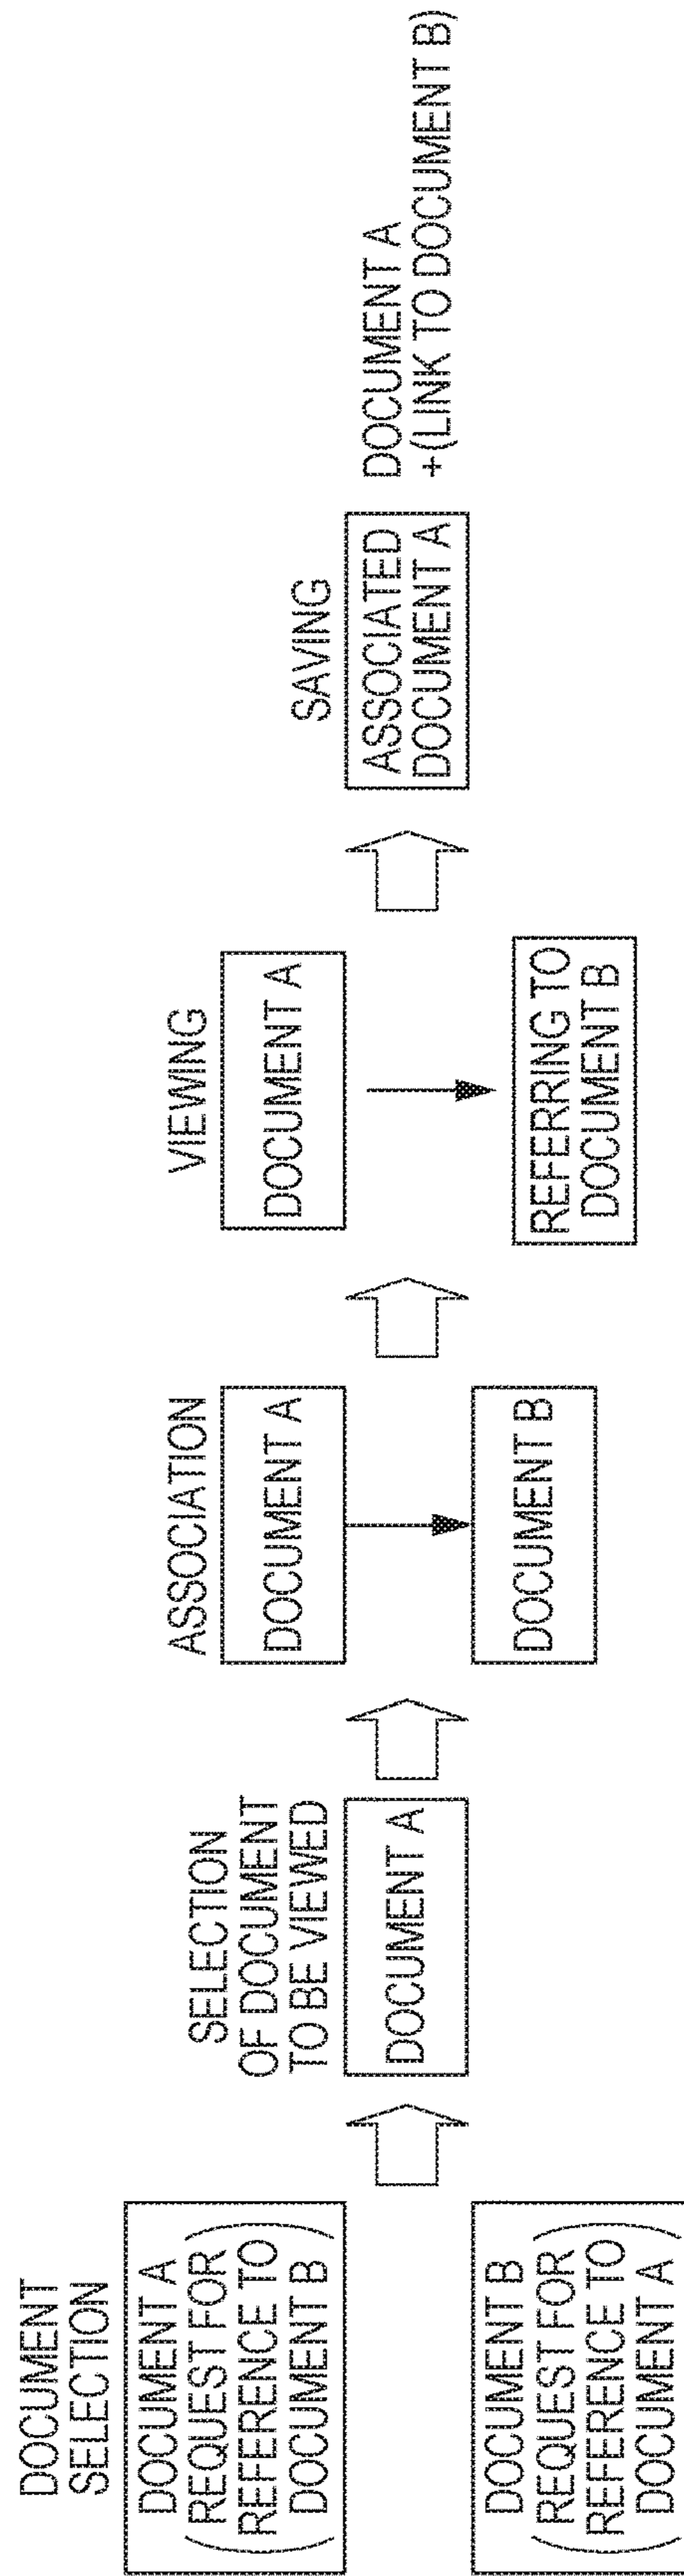 DOCUMENT
SELECTION
DOCUMENT A
(REQUEST FOR
REFERENCE TO
DOCUMENT B)
DOCUMENT B
(REQUEST FOR
REFERENCE TO
DOCUMENT A)
SELECTION
OF DOCUMENT
TO BE VIEWED
DOCUMENT A
ASSOCIATION
DOCUMENT A
DOCUMENT B
VIEWING
DOCUMENT A
REFERRING TO
DOCUMENT B
SAVING
ASSOCIATED
DOCUMENT A
DOCUMENT A
+(LINK TO DOCUMENT B)